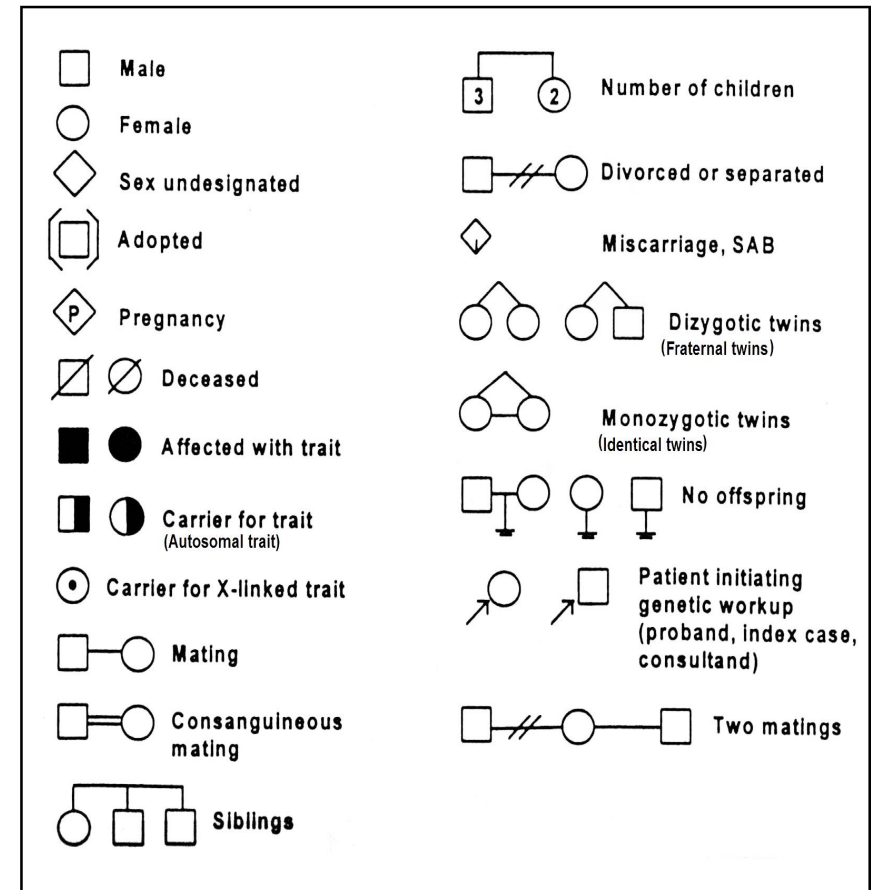 Male
Female
Sex undesignated
Adopted
P
Pregnancy
Deceased
Affected with trait
Carrier for trait
(Autosomal trait)
Carrier for X-linked trait
Mating
Consanguineous
mating
Siblings
3 2
Number of children
Divorced or separated
Miscarriage, SAB
Dizygotic twins
(Fraternal twins)
Monozygotic twins
(Identical twins)
No offspring
Patient initiating
genetic workup
(proband, index case,
consultand)
Two matings